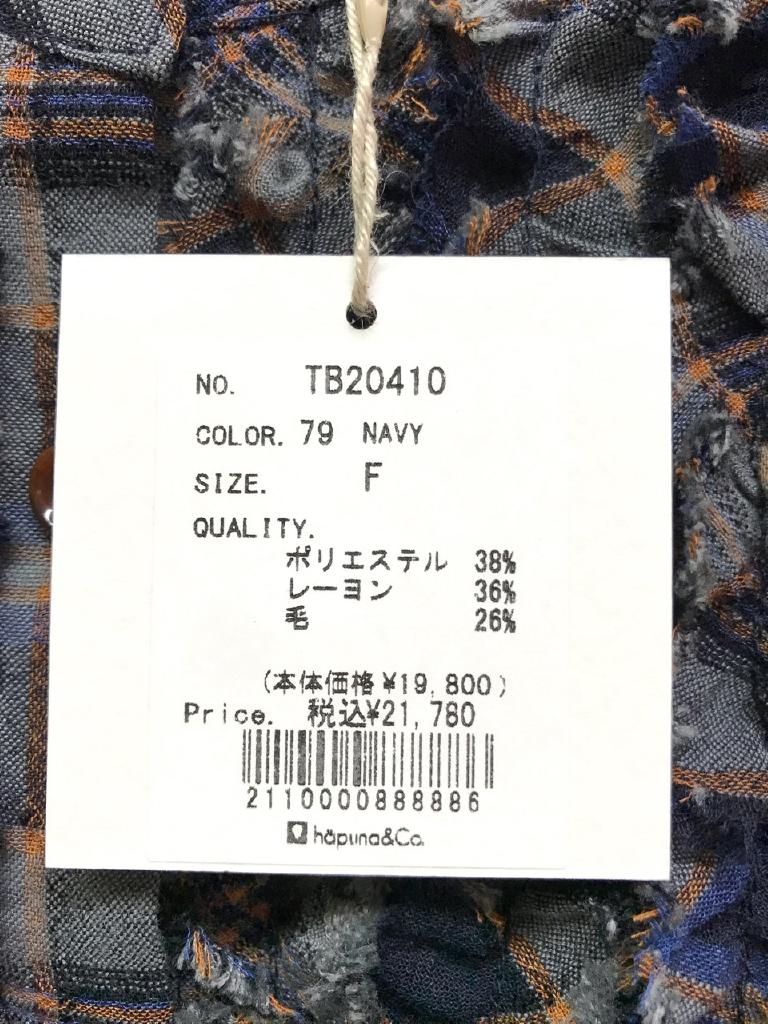 NO. TB20410
COLOR. 79 NAVY
SIZE. F
QUALITY.
ポリエステル 38%
レーヨン 36%
毛 26%
(本体価格¥19,800)
Price. 税込¥21,780
2110000888886
häpuna&Co.